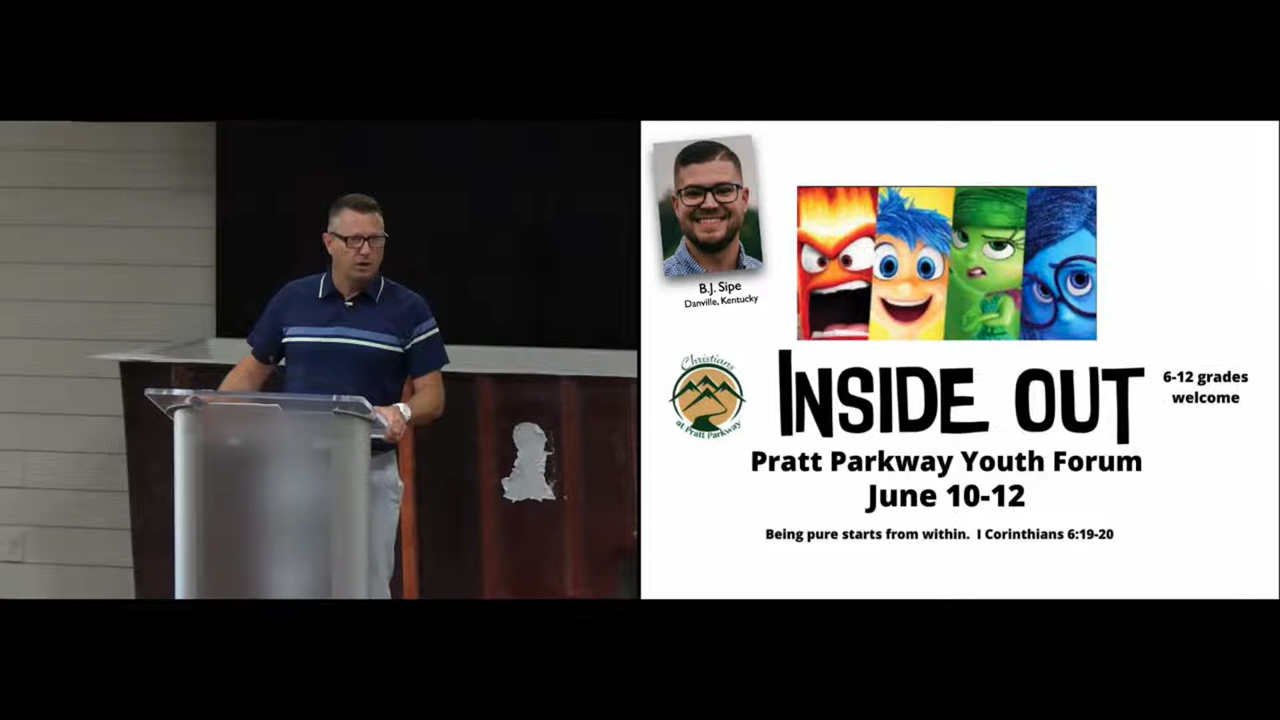 B.J. Sipe
Danville, Kentucky
Christians
at Pratt Parkway
INSIDE OUT
6-12 grades
welcome
Pratt Parkway Youth Forum
June 10-12
Being pure starts from within.  I Corinthians 6:19-20